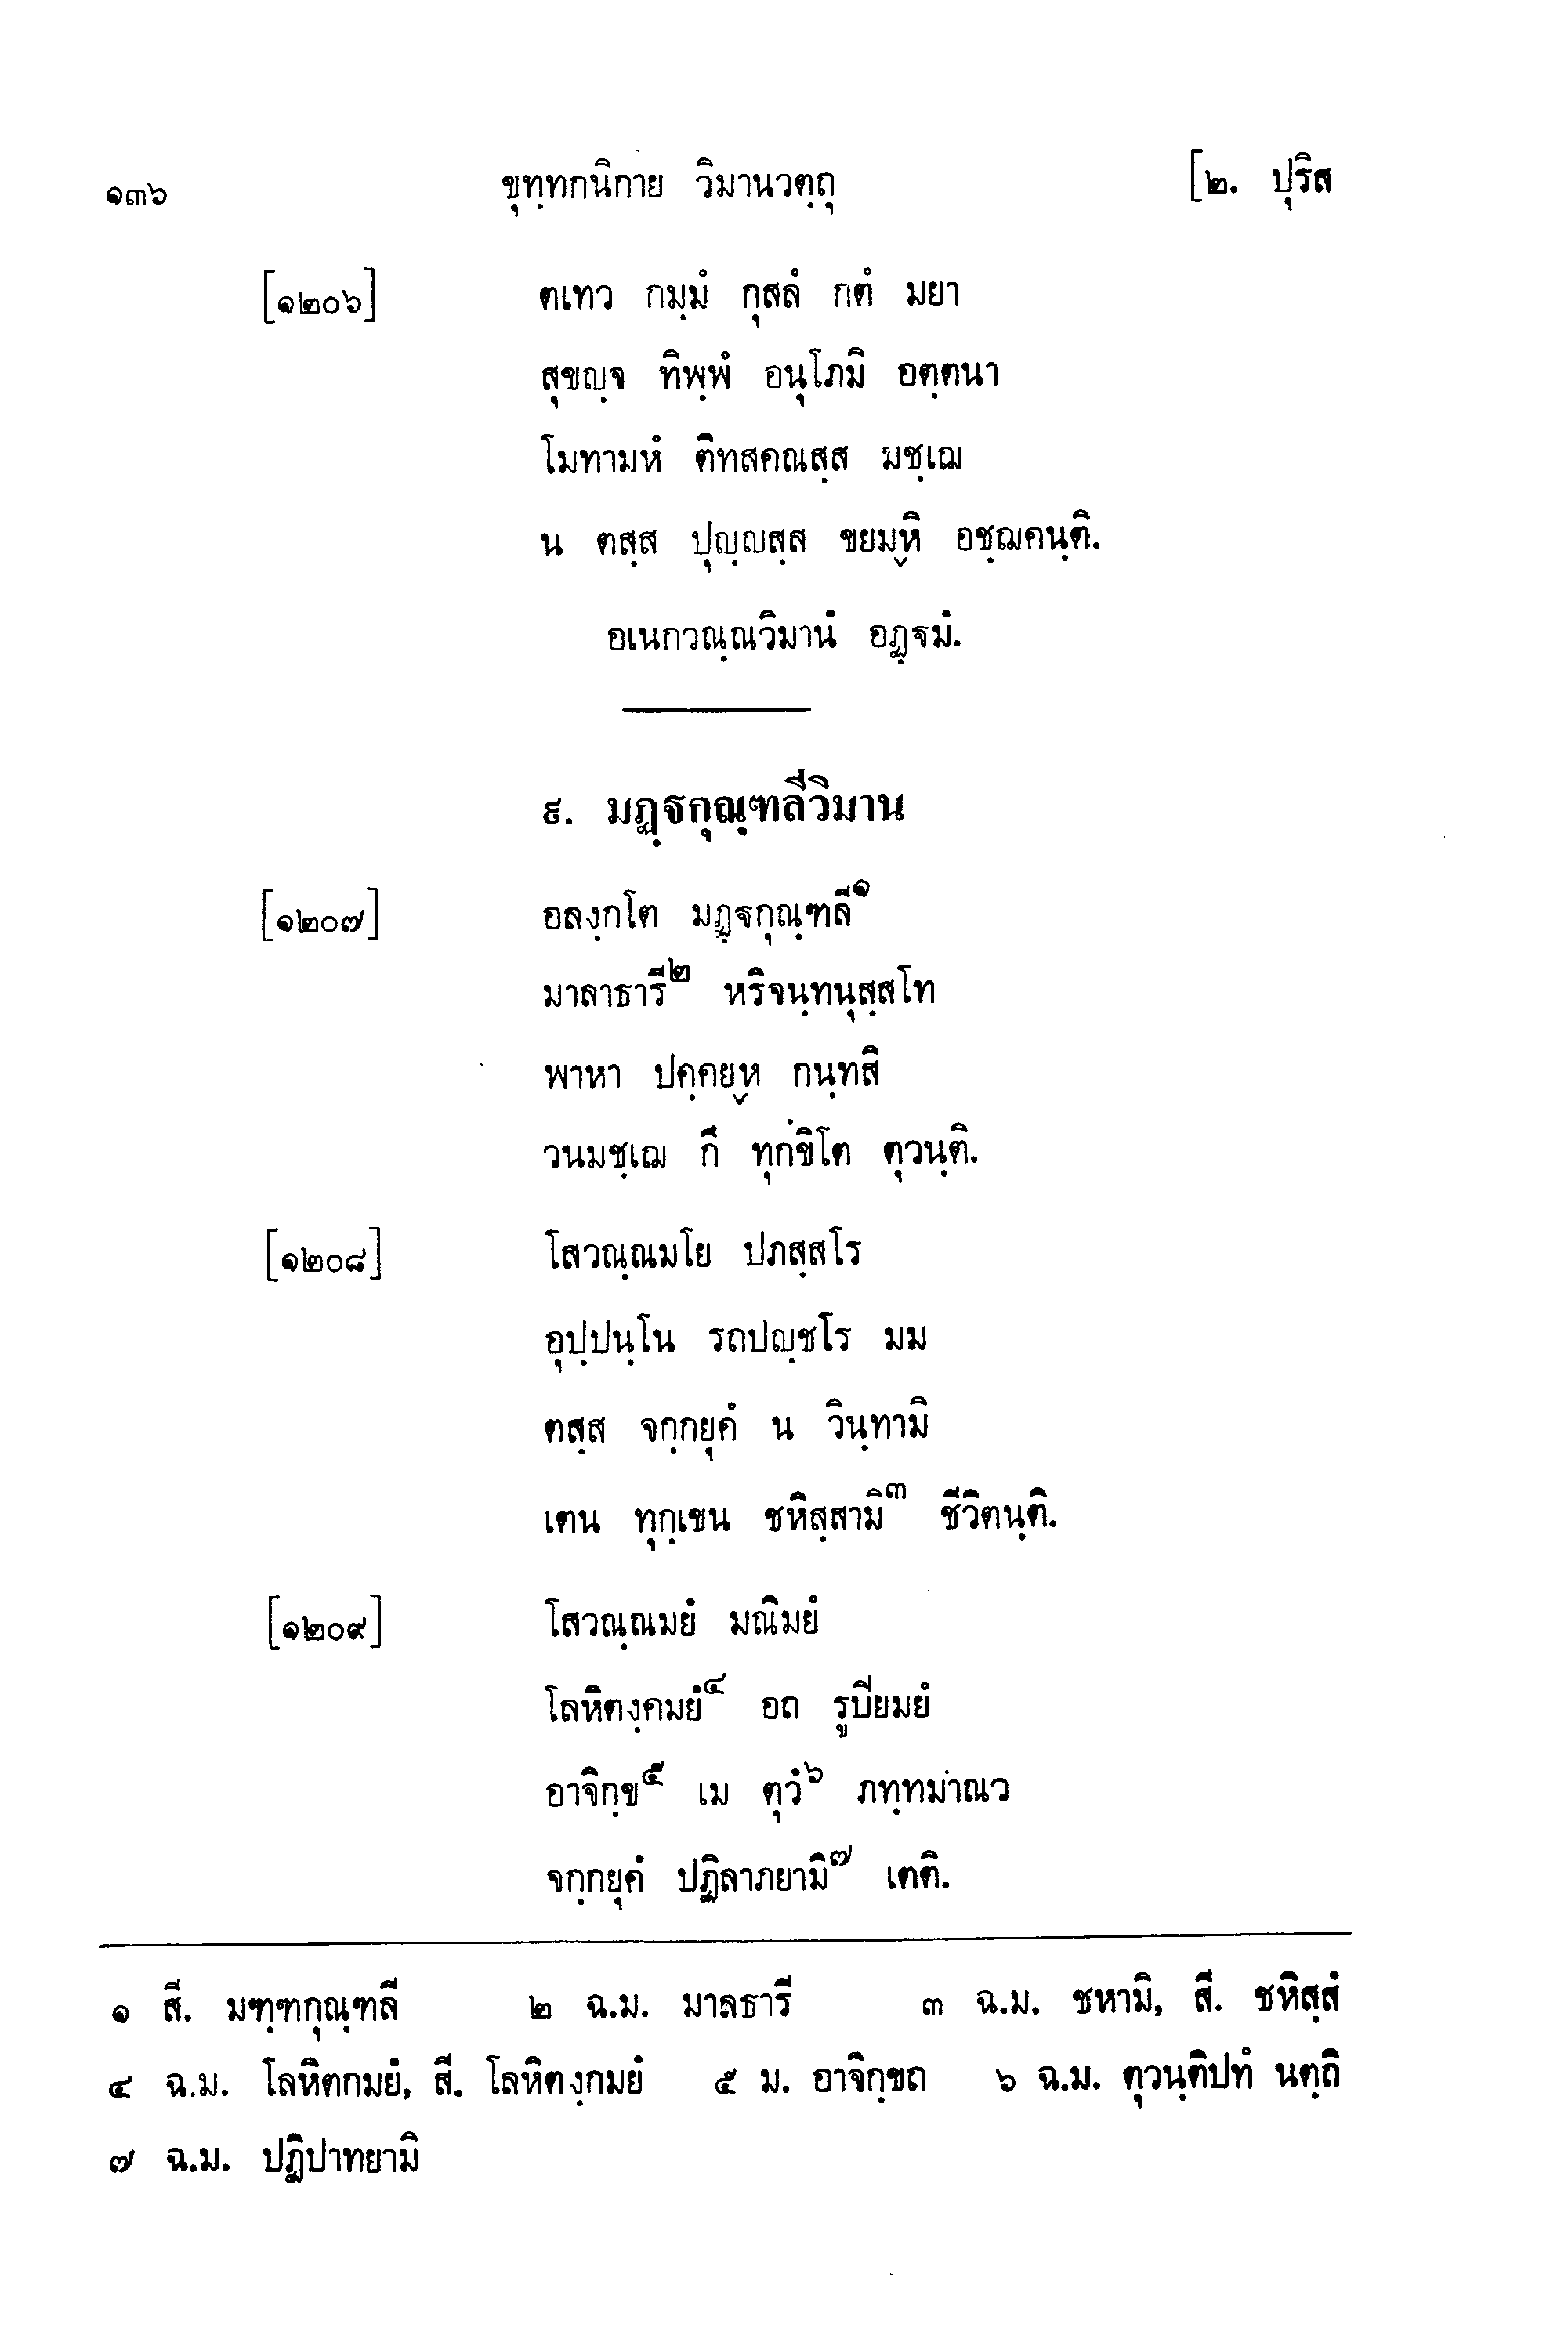 ๑๓๖ ขุทฺทกนิกาย วิมานวตฺถุ [๒. ปุริส
[๑๒๐๖] ตเทว กมฺมํ กุสลํ กตํ มยา
สุขญฺจ ทิพฺพํ อนุโภมิ อตฺตนา
โมทามหํ ติทสคณสฺส มชฺเฌ
น ตสฺส ปุญฺญสฺส ขยมฺหิ อชฺฌคนฺติ.
อเนกวณฺณวิมานํ อฏฺฐมํ.
๙. มฏฺฐกุณฺฑลีวิมาน
[๑๒๐๗] อลงฺกโต มฏฺฐกุณฺฑลี๑
มาลาธารี๒ หริจนฺทนุสฺสโท
พาหา ปคฺคยฺห กนฺทสิ
วนมชฺเฌ กึ ทุกฺขิโต ตุวนฺติ.
[๑๒๐๘] โสวณฺณมโย ปภสฺสโร
อุปฺปนฺโน รถปญฺชโร มม
ตสฺส จกฺกยุคํ น วินฺทามิ
เตน ทุกฺเขน ชหิสฺสามิ๓ ชีวิตนฺติ.
[๑๒๐๙] โสวณฺณมยํ มณิมยํ
โลหิตงฺคมยํ๔ อถ รูปิยมยํ
อาจิกฺข๕ เม ตุวํ๖ ภทฺทมาณว
จกฺกยุคํ ปฏิลาภยามิ๗ เตติ.
๑ สี. มฑฺฑกุณฺฑลี ๒ ฉ.ม. มาลธารี ๓ ฉ.ม. ชหามิ, สี. ชหิสฺสํ
๔ ฉ.ม. โลหิตกมยํ, สี. โลหิตงฺกมยํ ๕ ม. อาจิกฺขถ ๖ ฉ.ม. ตุวนฺติปทํ นตฺถิ
๗ ฉ.ม. ปฏิปาทยามิ